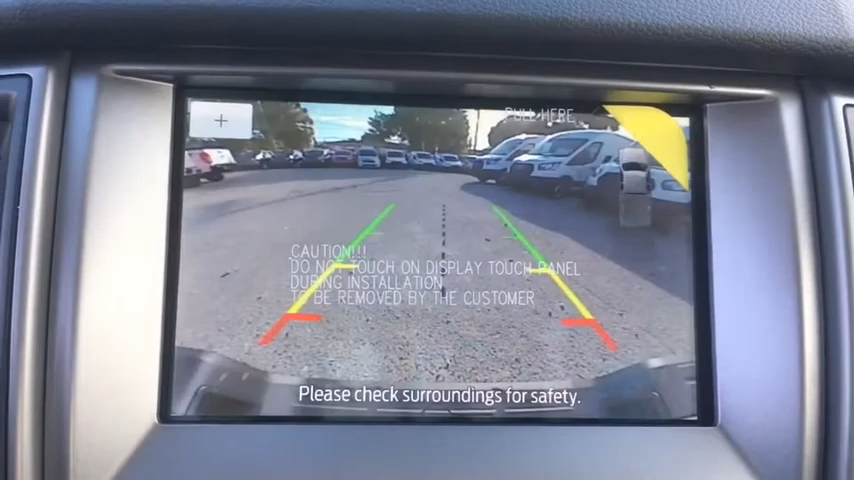 PULL HERE
CAUTION!!!
DO NOT TOUCH ON DISPLAY TOUCH PANEL
DURING INSTALLATION
TO BE REMOVED BY THE CUSTOMER
Please check surroundings for safety.